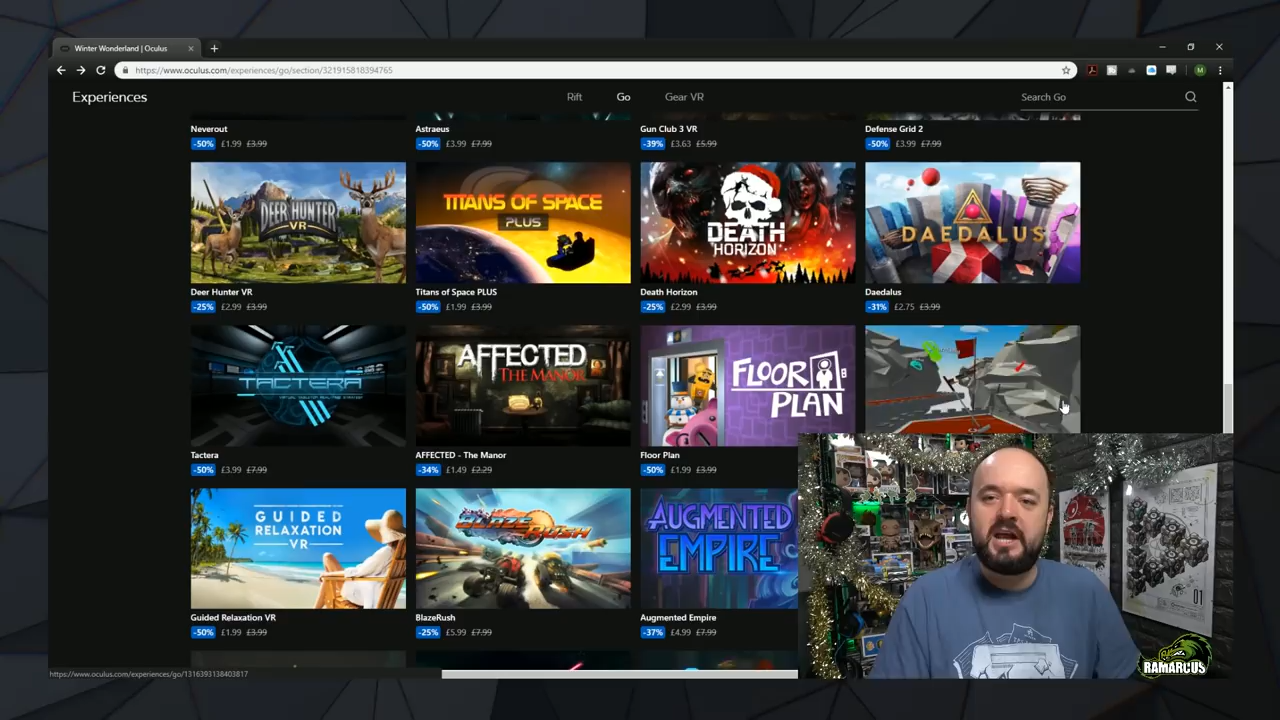 Winter Wonderland | Oculus
https://www.oculus.com/experiences/go/section/321915818394765
Experiences
Rift
Go
Gear VR
Search Go
Neverout
-50% £1.99 £3.99
Astraeus
-50% £3.99 £7.99
Gun Club 3 VR
-39% £3.63 £5.99
Defense Grid 2
-50% £3.99 £7.99
DEER HUNTER
VR
TITANS OF SPACE
PLUS
DEATH
HORIZON
DAEDALUS
Deer Hunter VR
-25% £2.99 £3.99
Titans of Space PLUS
-50% £1.99 £3.99
Death Horizon
-25% £2.99 £3.99
Daedalus
-31% £2.75 £3.99
TACTERA
AFFECTED
THE MANOR
FLOOR
PLAN
Tactera
-50% £3.99 £7.99
AFFECTED - The Manor
-34% £1.49 £2.29
Floor Plan
-50% £1.99 £3.99
GUIDED
RELAXATION
VR
BLAZERUSH
AUGMENTED
EMPIRE
Guided Relaxation VR
-50% £1.99 £3.99
BlazeRush
-25% £5.99 £7.99
Augmented Empire
-37% £4.99 £7.99
01
RAMARCUS
https://www.oculus.com/experiences/go/1316393138403817